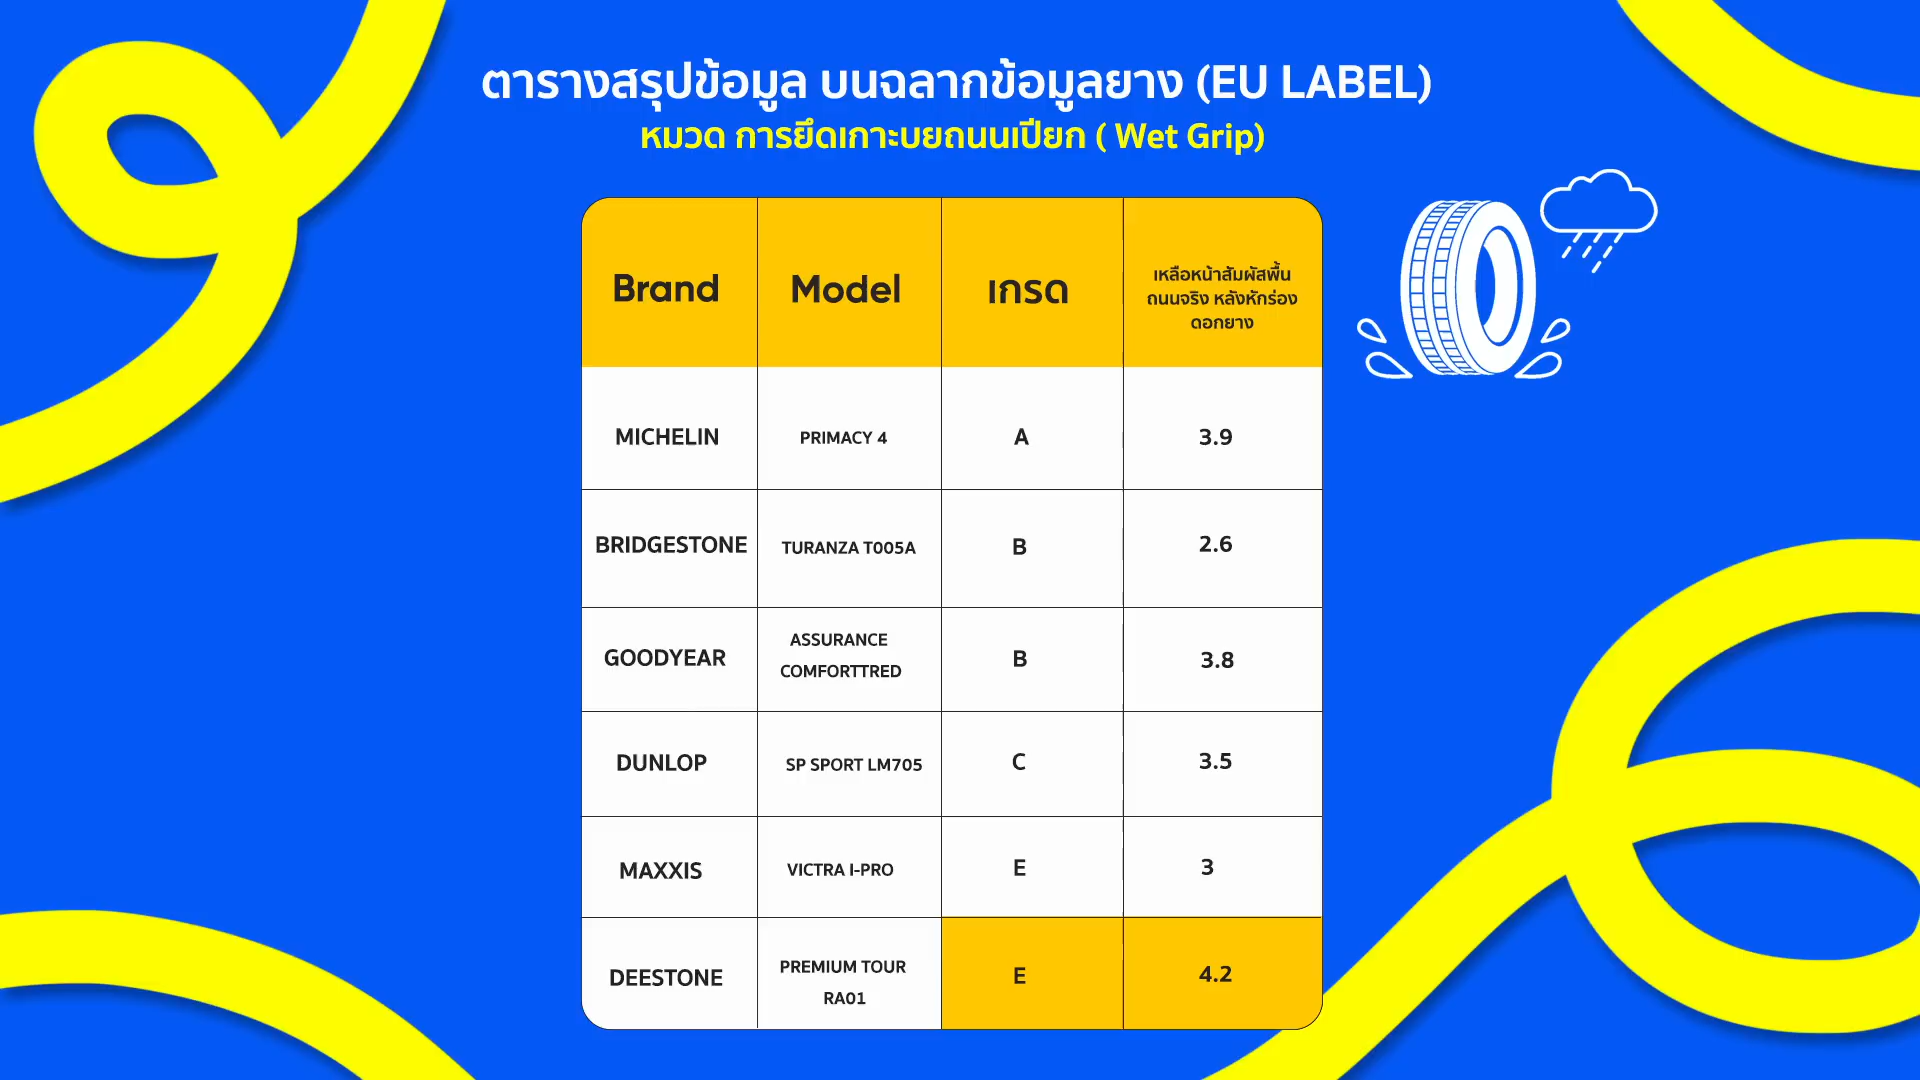 ตารางสรุปข้อมูล บนฉลากข้อมูลยาง (EU LABEL)
หมวด การยึดเกาะบยถนนเปียก ( Wet Grip)
Brand
Model
เกรด
เหลือหน้าสัมผัสพื้น
ถนนจริง หลังหักร่อง
ดอกยาง
MICHELIN
PRIMACY 4
A
3.9
BRIDGESTONE
TURANZA T005A
B
2.6
GOODYEAR
ASSURANCE
COMFORTTRED
B
3.8
DUNLOP
SP SPORT LM705
C
3.5
MAXXIS
VICTRA I-PRO
E
3
DEESTONE
PREMIUM TOUR
RA01
E
4.2